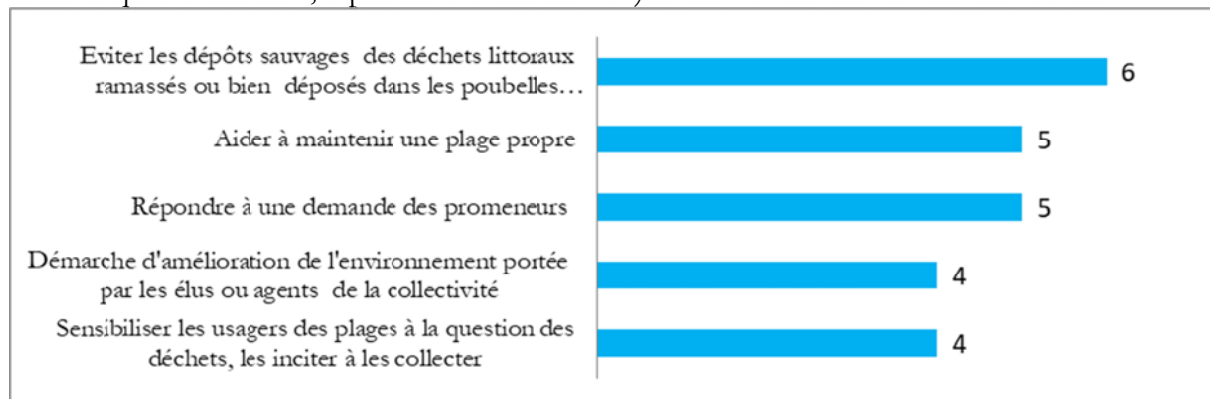 Eviter les dépôts sauvages des déchets littoraux
ramassés ou bien déposés dans les poubelles…
6
Aider à maintenir une plage propre
5
Répondre à une demande des promeneurs
5
Démarche d'amélioration de l'environnement portée
par les élus ou agents de la collectivité
4
Sensibiliser les usagers des plages à la question des
déchets, les inciter à les collecter
4